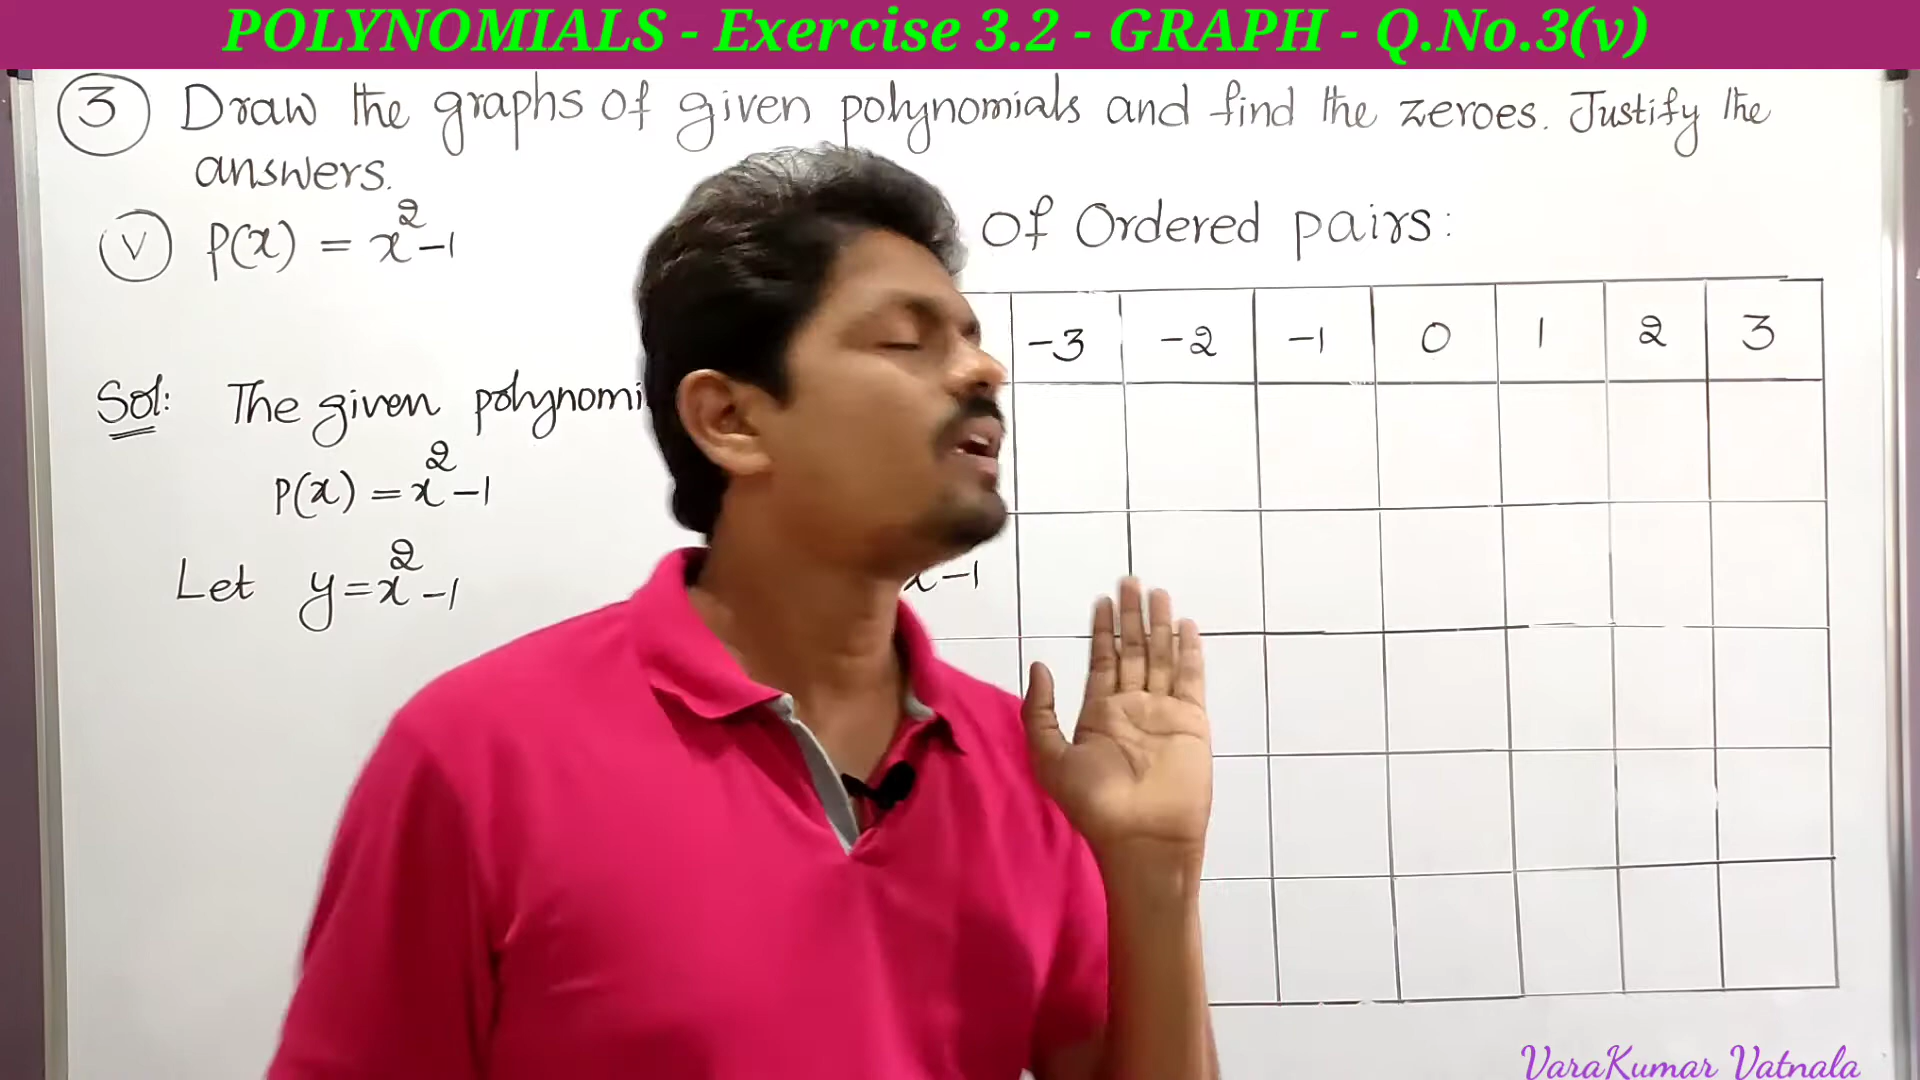 POLYNOMIALS - Exercise 3.2 - GRAPH - Q.No.3(v)
3 Draw the graphs of given polynomials and find the zeroes. Justify the
answers.
v P(x) = x²-1
Of Ordered pairs:
-3 -2 -1 0 1 2 3
Sol: The given polynomi
P(x) = x²-1
Let y = x²-1
x-1
VaraKumar Vatnala